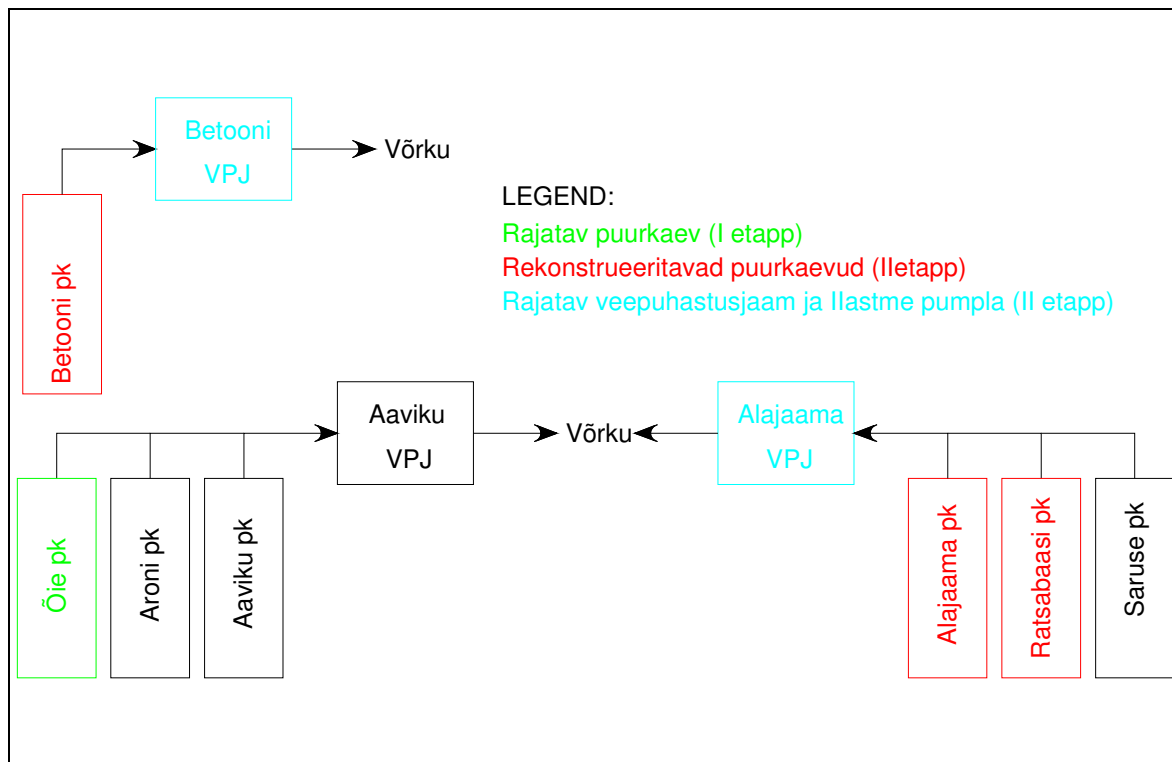 Betooni
VPJ
Võrku
Betooni pk
LEGEND:
Rajatav puurkaev (I etapp)
Rekonstrueeritavad puurkaevud (IIetapp)
Rajatav veepuhastusjaam ja IIastme pumpla (II etapp)
Aaviku
VPJ
Võrku
Alajaama
VPJ
Õie pk
Aroni pk
Aaviku pk
Alajaama pk
Ratsabaasi pk
Saruse pk